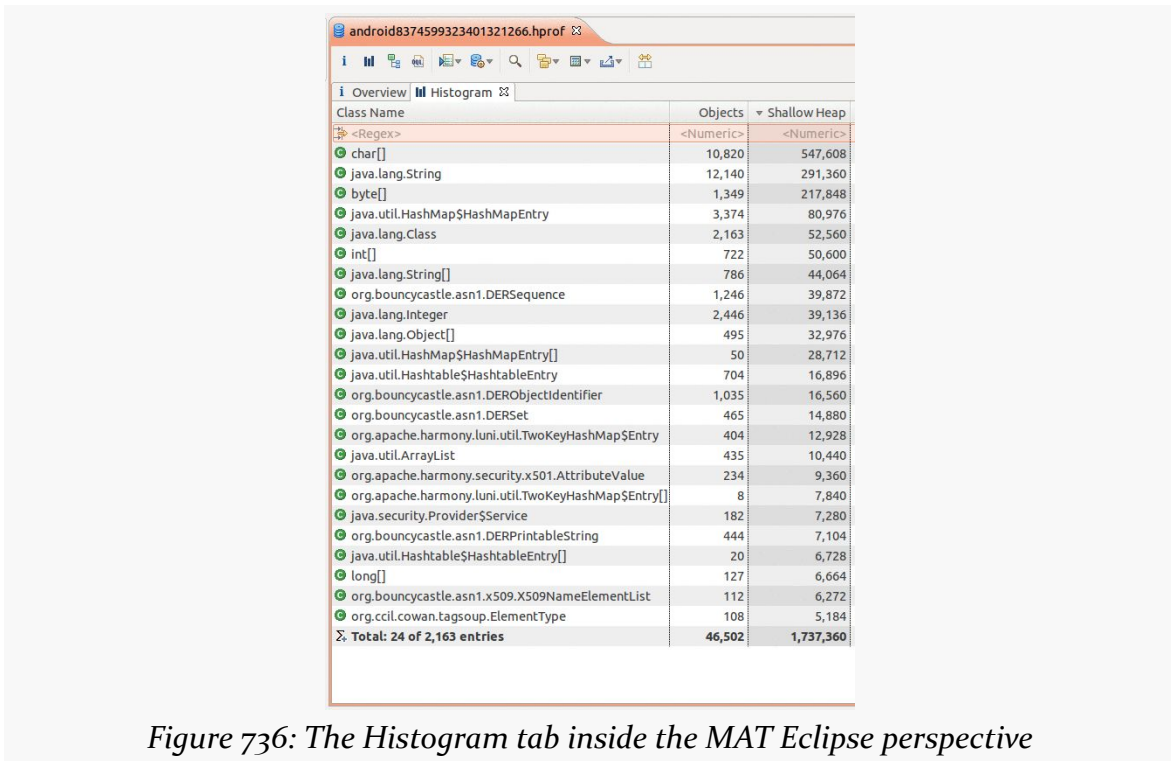 android8374599323401321266.hprof
i Overview Histogram
Class Name Objects Shallow Heap
<Regex> <Numeric> <Numeric>
char[] 10,820 547,608
java.lang.String 12,140 291,360
byte[] 1,349 217,848
java.util.HashMap$HashMapEntry 3,374 80,976
java.lang.Class 2,163 52,560
int[] 722 50,600
java.lang.String[] 786 44,064
org.bouncycastle.asn1.DERSequence 1,246 39,872
java.lang.Integer 2,446 39,136
java.lang.Object[] 495 32,976
java.util.HashMap$HashMapEntry[] 50 28,712
java.util.Hashtable$HashtableEntry 704 16,896
org.bouncycastle.asn1.DERObjectIdentifier 1,035 16,560
org.bouncycastle.asn1.DERSet 465 14,880
org.apache.harmony.luni.util.TwoKeyHashMap$Entry 404 12,928
java.util.ArrayList 435 10,440
org.apache.harmony.security.x501.AttributeValue 234 9,360
org.apache.harmony.luni.util.TwoKeyHashMap$Entry[] 8 7,840
java.security.Provider$Service 182 7,280
org.bouncycastle.asn1.DERPrintableString 444 7,104
java.util.Hashtable$HashtableEntry[] 20 6,728
long[] 127 6,664
org.bouncycastle.asn1.x509.X509NameElementList 112 6,272
org.ccil.cowan.tagsoup.ElementType 108 5,184
Σ Total: 24 of 2,163 entries 46,502 1,737,360
Figure 736: The Histogram tab inside the MAT Eclipse perspective